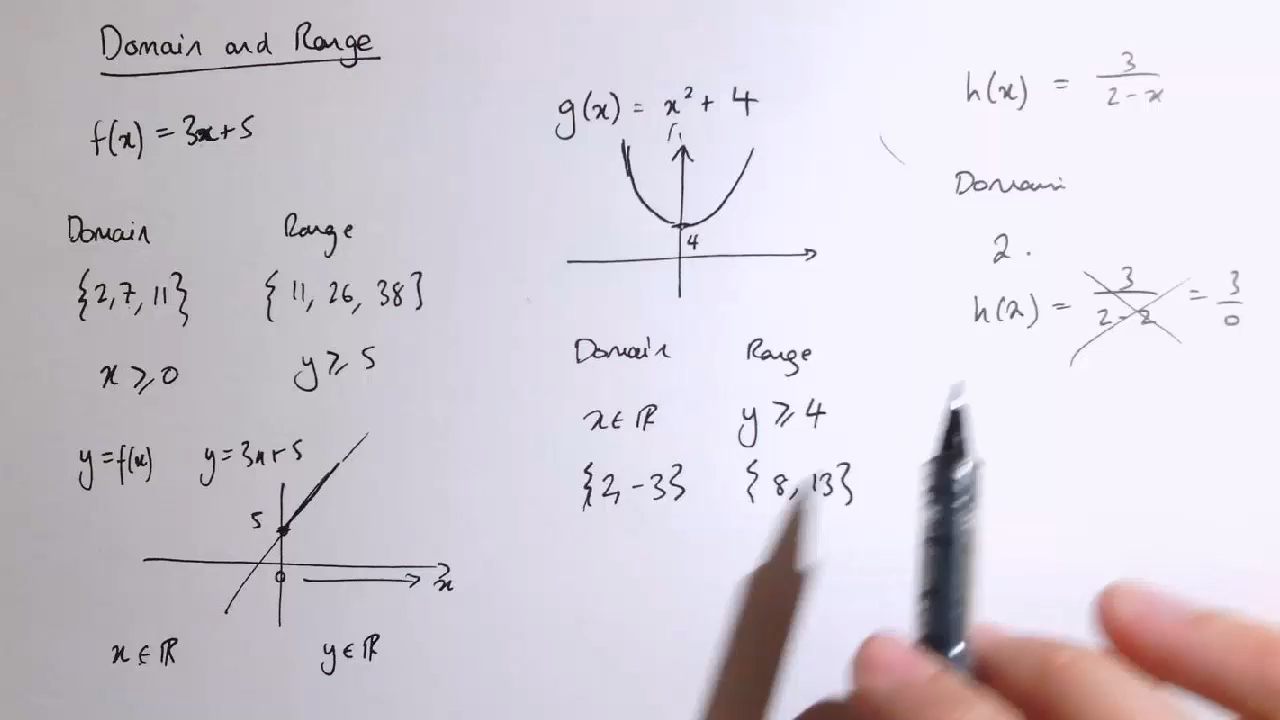 Domain and Range
f(x) = 3x+5
Domain Range
{2,7,11} {11, 26, 38}
x ⩾ 0 y ⩾ 5
y=f(x) y=3x+5
5
0 x
x∈ℝ y∈ℝ
g(x) = x² + 4
4
Domain Range
x∈ℝ y ⩾ 4
{2, -3} {8, 13}
h(x) = 3/(2-x)
Domain
2.
h(2) = 3/(2-2) = 3/0